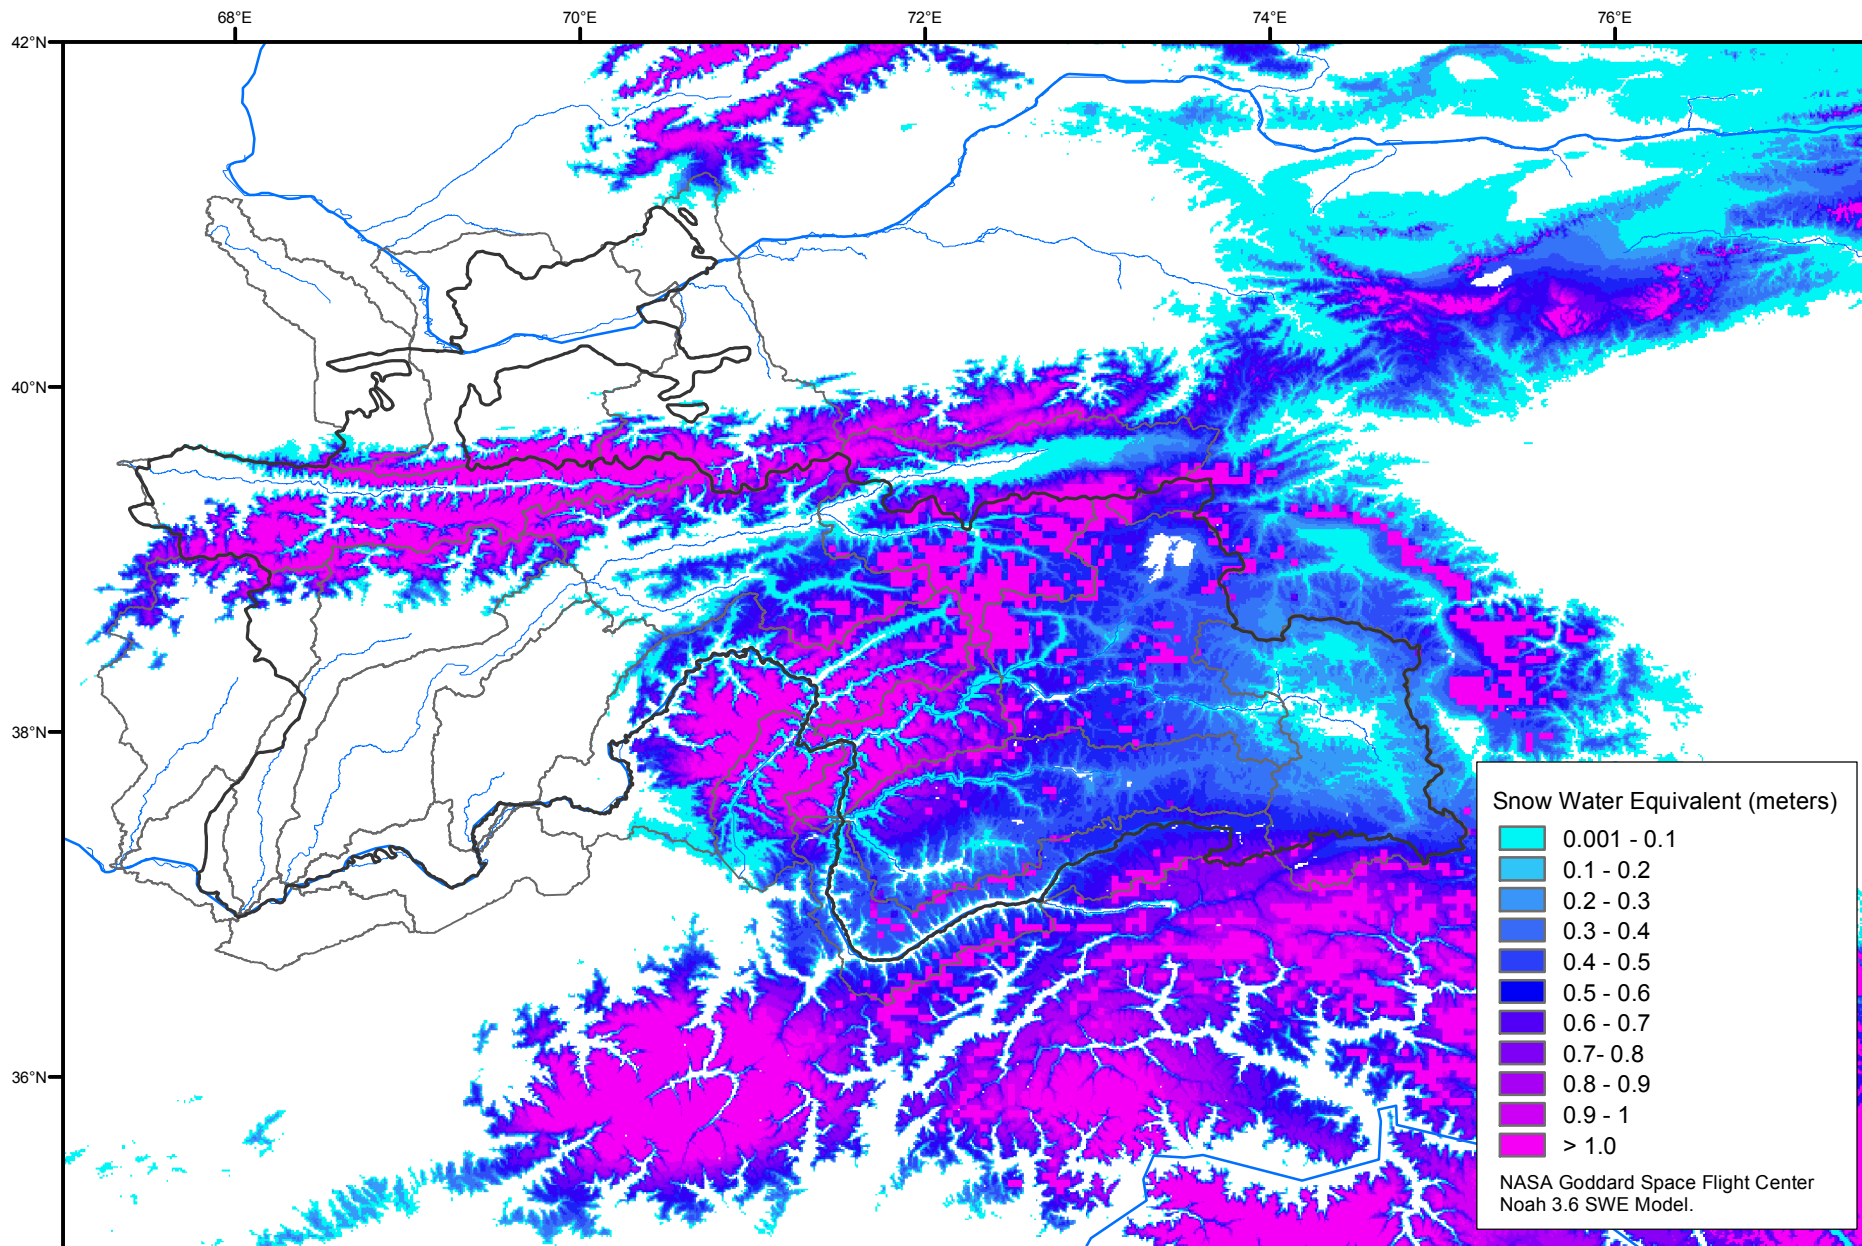 68°E
70°E
72°E
74°E
76°E
42°N
40°N
38°N
36°N
Snow Water Equivalent (meters)
0.001 - 0.1
0.1 - 0.2
0.2 - 0.3
0.3 - 0.4
0.4 - 0.5
0.5 - 0.6
0.6 - 0.7
0.7- 0.8
0.8 - 0.9
0.9 - 1
> 1.0
NASA Goddard Space Flight Center
Noah 3.6 SWE Model.